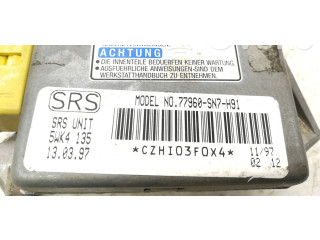 ACHTUNG
● DIE INNENTEILE BEDUERFEN KEINER WARTUNG.
● AUSFUEHRLICHE ANWEISUNGEN SIND DEM
WERKSTATTHANDBUCH ZU ENTNEHMEN
SRS
MODEL NO.77960-SN7-H91
SRS UNIT
5WK4 135
13.03.97
*CZHI03F0X4*
11/97
02 12